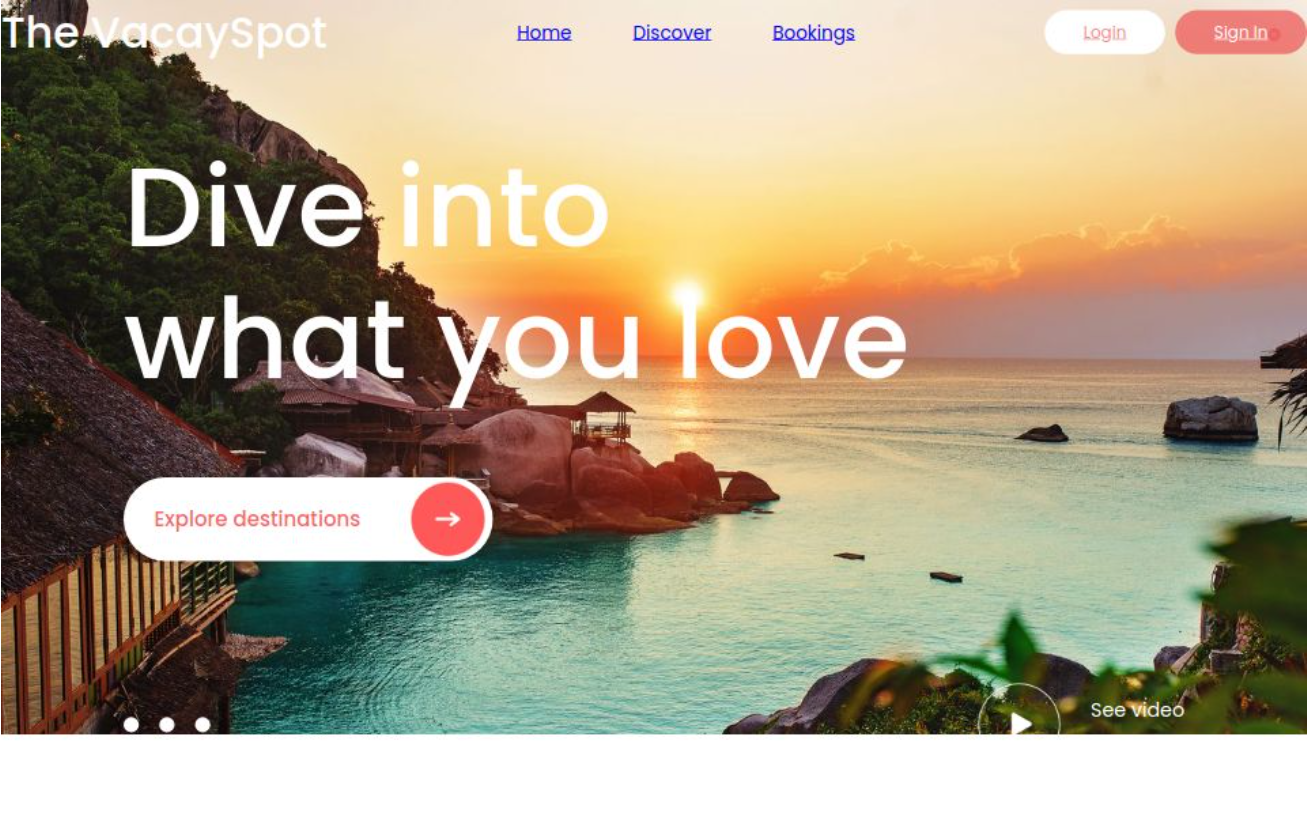 The VacaySpot
Home
Discover
Bookings
Login
Sign In
Dive into
what you love
Explore destinations
See video